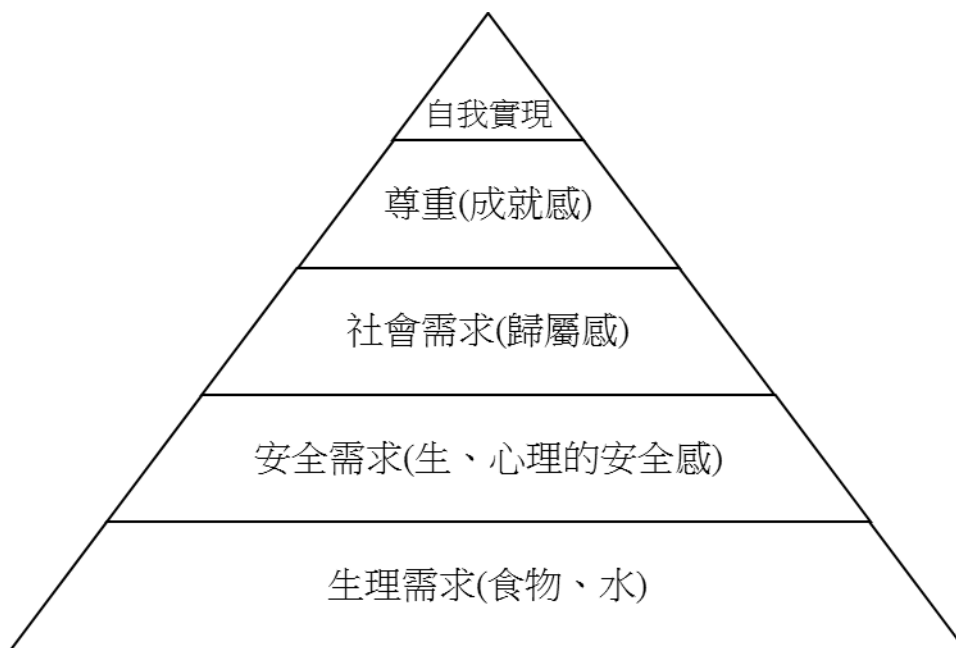 自我實現
尊重(成就感)
社會需求(歸屬感)
安全需求(生、心理的安全感)
生理需求(食物、水)